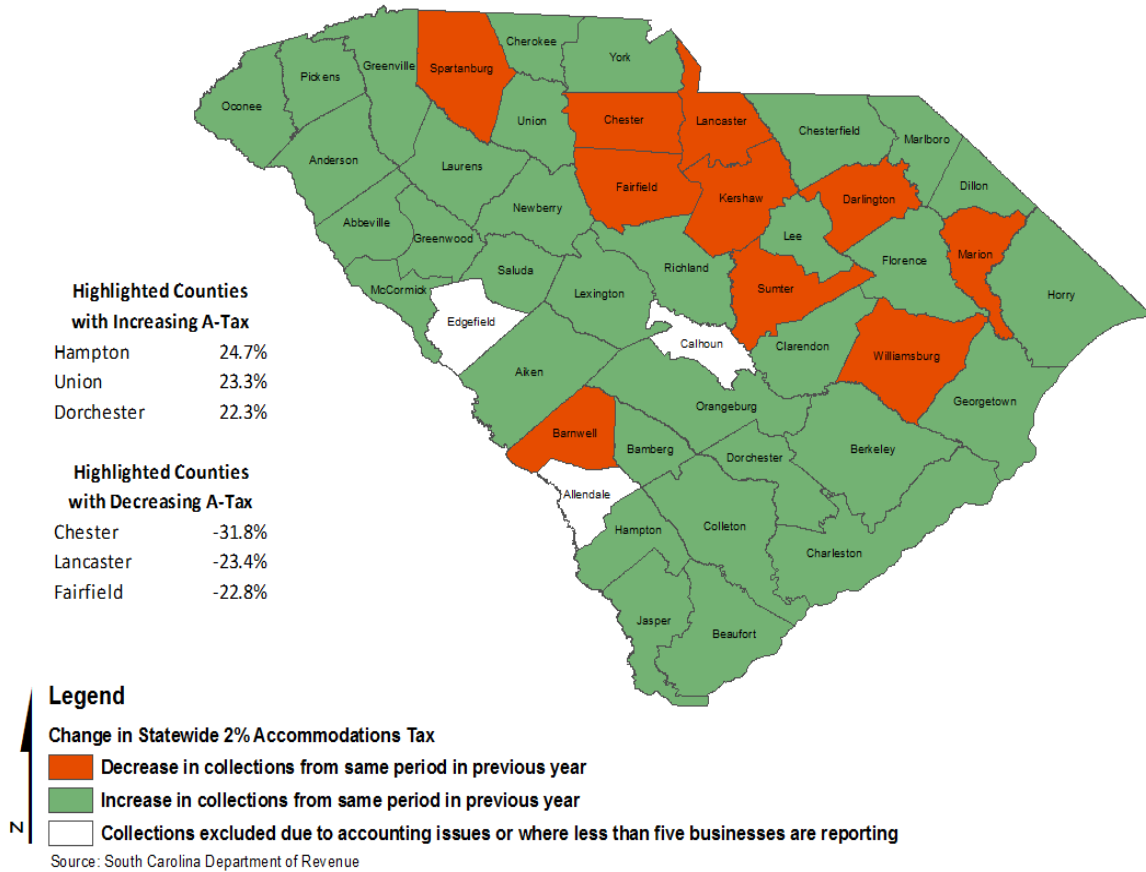 Cherokee
York
Spartanburg
Greenville
Pickens
Oconee
Union
Chester
Lancaster
Chesterfield
Marlboro
Anderson
Laurens
Dillon
Fairfield
Kershaw
Darlington
Newberry
Abbeville
Greenwood
Lee
Marion
Florence
Saluda
Richland
McCormick
Lexington
Sumter
Horry
Edgefield
Calhoun
Clarendon
Williamsburg
Aiken
Georgetown
Orangeburg
Barnwell
Bamberg
Dorchester
Berkeley
Allendale
Hampton
Colleton
Charleston
Jasper
Beaufort
Highlighted Counties
with Increasing A-Tax
Hampton 24.7%
Union 23.3%
Dorchester 22.3%
Highlighted Counties
with Decreasing A-Tax
Chester -31.8%
Lancaster -23.4%
Fairfield -22.8%
N
Legend
Change in Statewide 2% Accommodations Tax
Decrease in collections from same period in previous year
Increase in collections from same period in previous year
Collections excluded due to accounting issues or where less than five businesses are reporting
Source: South Carolina Department of Revenue